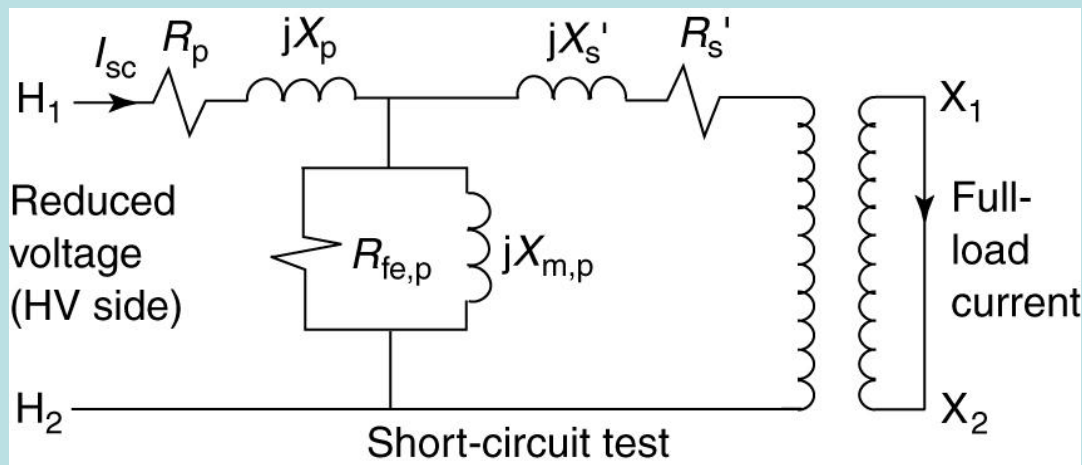 I_sc R_p jX_p jX_s' R_s'
H_1 X_1
Reduced
voltage
(HV side)
R_fe,p jX_m,p
Full-
load
current
H_2 X_2
Short-circuit test